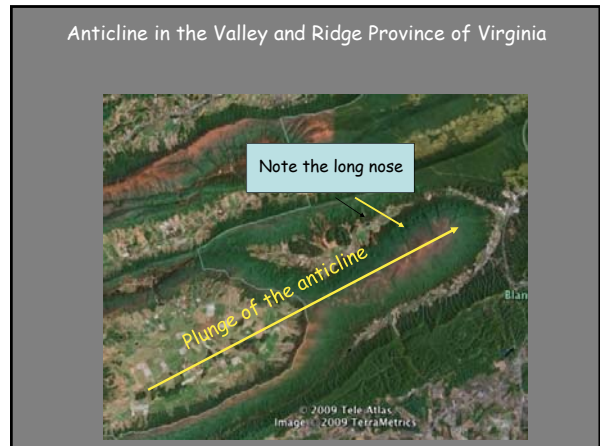 Anticline in the Valley and Ridge Province of Virginia
Note the long nose
Plunge of the anticline
Blan
© 2009 Tele Atlas
Image © 2009 TerraMetrics